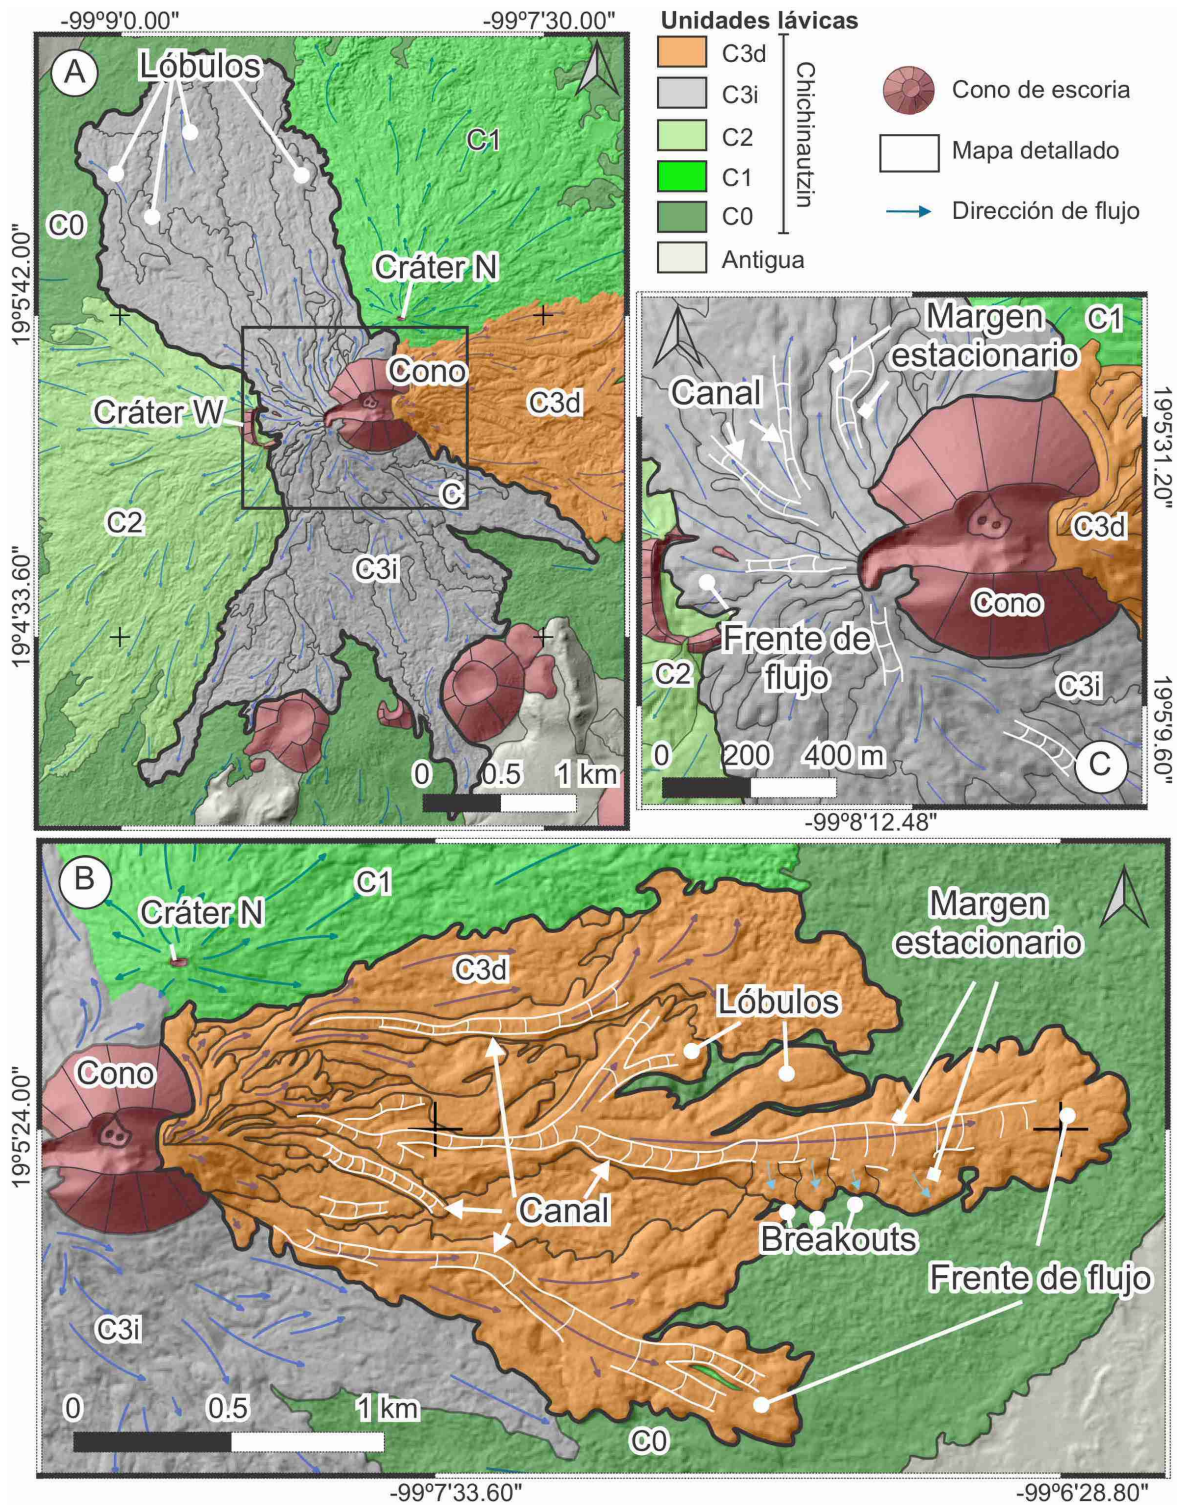 -99º9'0.00"
-99º7'30.00"
19º5'42.00"
19º4'33.60"
A
Lóbulos
C1
C0
Cráter N
Cono
C3d
Cráter W
C
C2
C3i
0
0.5
1 km
Unidades lávicas
C3d
C3i
C2
C1
C0
Antigua
Chichinautzin
Cono de escoria
Mapa detallado
Dirección de flujo
C1
Margen
estacionario
Canal
C3d
Cono
Frente de
flujo
C2
C3i
0
200
400 m
C
19º5'31.20"
19º5'9.60"
-99º8'12.48"
B
C1
Cráter N
C3d
Margen
estacionario
Lóbulos
Cono
19º5'24.00"
Canal
Breakouts
Frente de flujo
C3i
0
0.5
1 km
C0
-99º7'33.60"
-99º6'28.80"